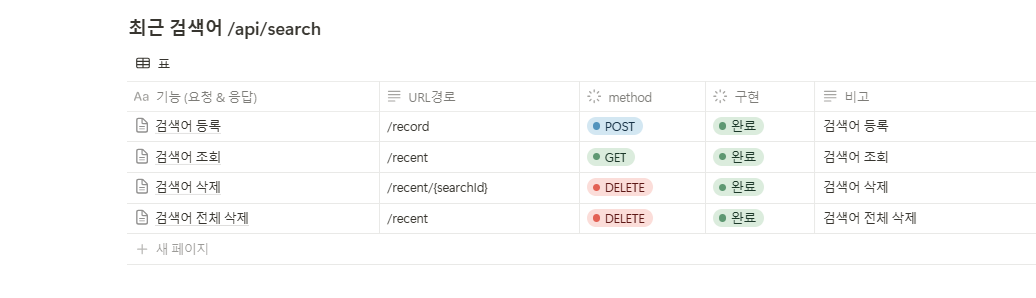 최근 검색어 /api/search
표
Aa 기능 (요청 & 응답) URL경로 method 구현 비고
검색어 등록 /record POST 완료 검색어 등록
검색어 조회 /recent GET 완료 검색어 조회
검색어 삭제 /recent/{searchId} DELETE 완료 검색어 삭제
검색어 전체 삭제 /recent DELETE 완료 검색어 전체 삭제
+ 새 페이지